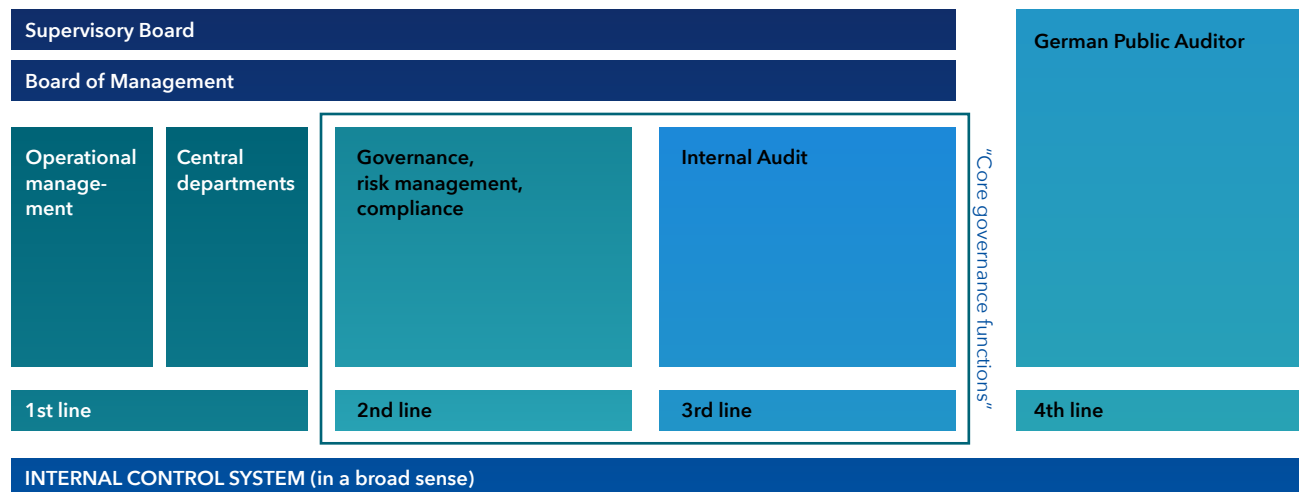 Supervisory Board
German Public Auditor
Board of Management
Operational
manage-
ment
Central
departments
Governance,
risk management,
compliance
Internal Audit
“Core governance functions”
1st line
2nd line
3rd line
4th line
INTERNAL CONTROL SYSTEM (in a broad sense)